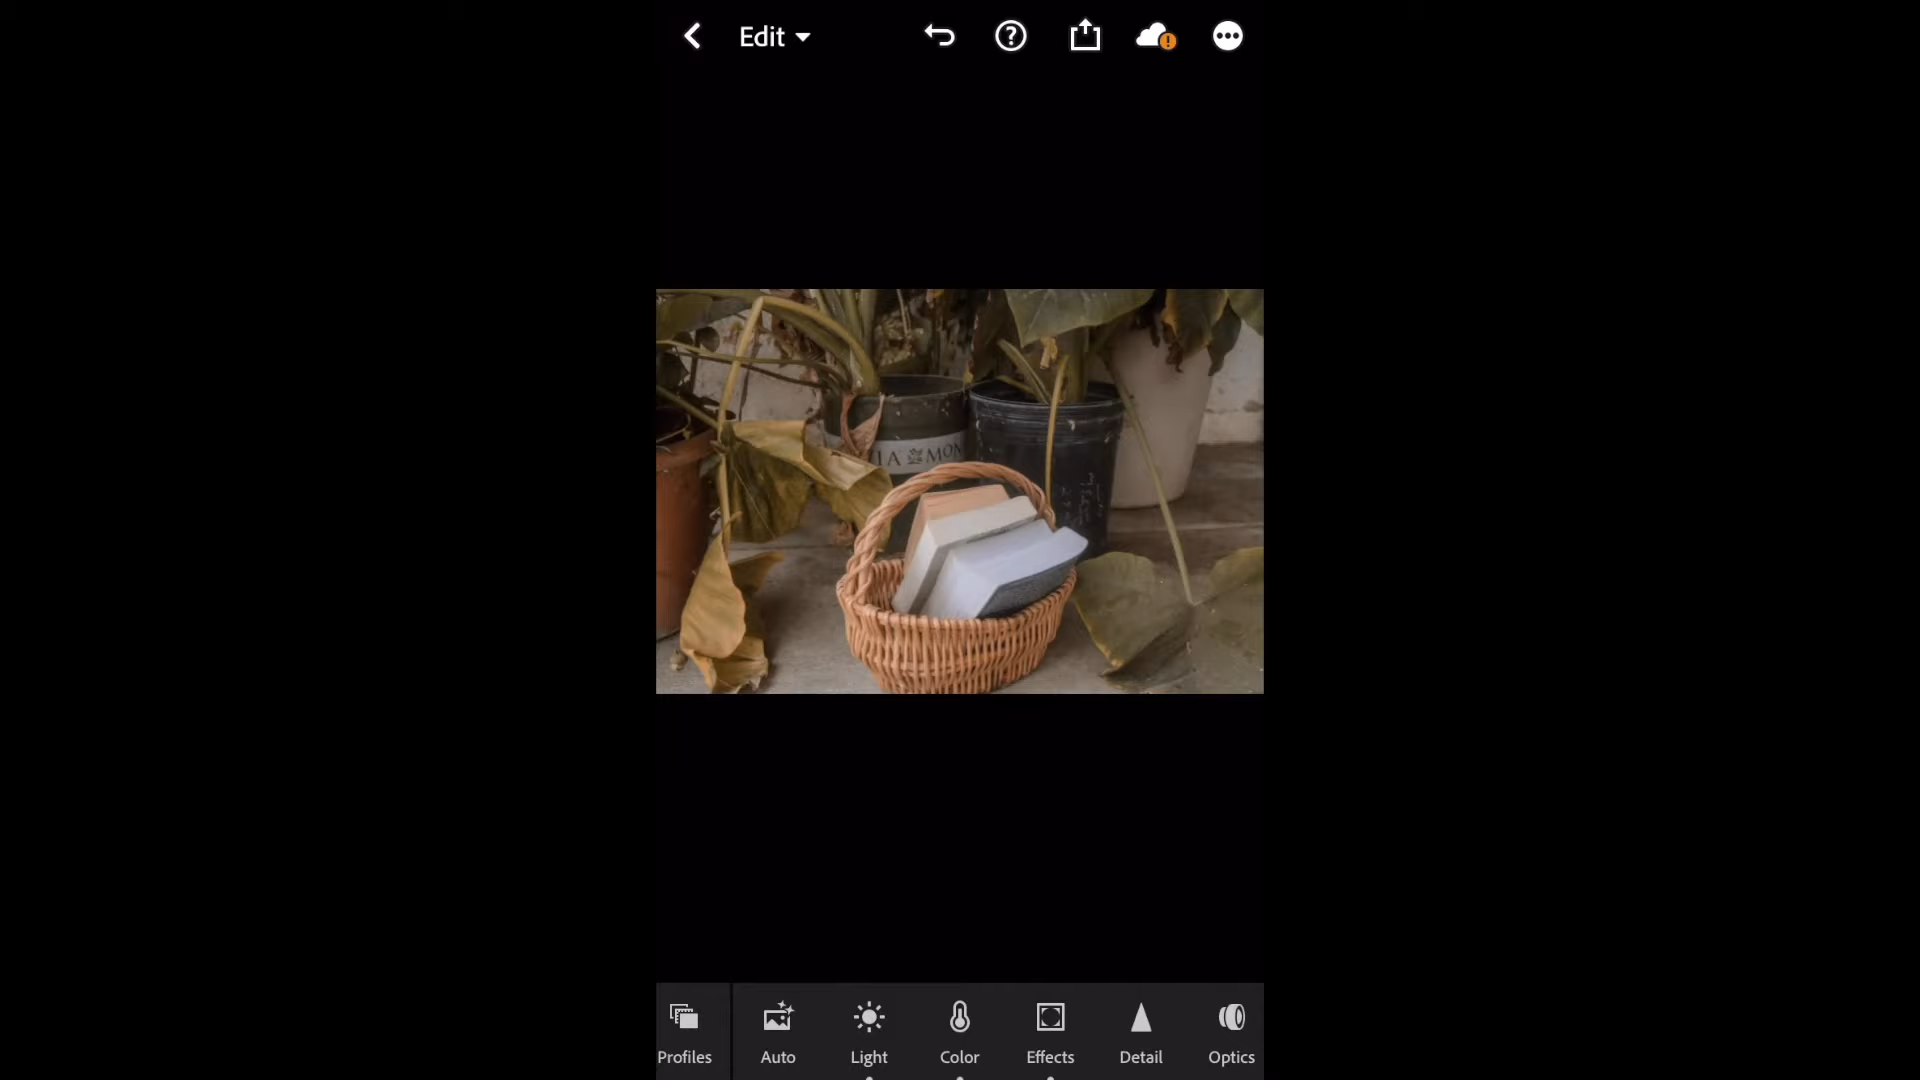 Edit
IA MON
Profiles
Auto
Light
Color
Effects
Detail
Optics